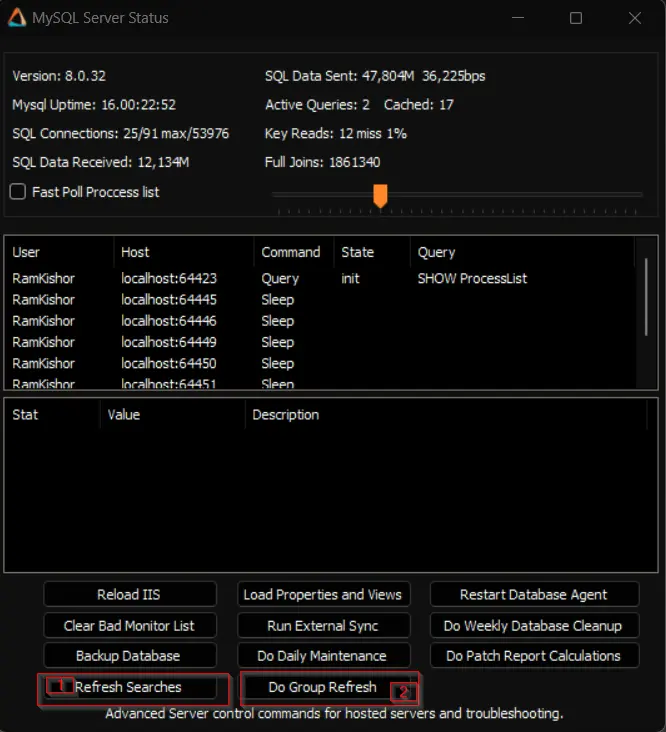 MySQL Server Status
Version: 8.0.32 SQL Data Sent: 47,804M 36,225bps
Mysql Uptime: 16.00:22:52 Active Queries: 2 Cached: 17
SQL Connections: 25/91 max/53976 Key Reads: 12 miss 1%
SQL Data Received: 12,134M Full Joins: 1861340
Fast Poll Proccess list
User Host Command State Query
RamKishor localhost:64423 Query init SHOW ProcessList
RamKishor localhost:64445 Sleep
RamKishor localhost:64446 Sleep
RamKishor localhost:64449 Sleep
RamKishor localhost:64450 Sleep
RamKishor localhost:64451 Sleep
Stat Value Description
Reload IIS Load Properties and Views Restart Database Agent
Clear Bad Monitor List Run External Sync Do Weekly Database Cleanup
Backup Database Do Daily Maintenance Do Patch Report Calculations
1 Refresh Searches Do Group Refresh 2
Advanced Server control commands for hosted servers and troubleshooting.